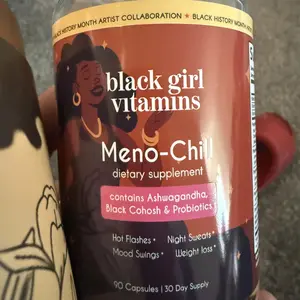 BLACK HISTORY MONTH ARTIST COLLABORATION • BLACK HISTORY MONTH
black girl
vitamins
Meno-Chill
dietary supplement
contains Ashwagandha,
Black Cohosh & Probiotics
Hot Flashes* Night Sweats*
Mood Swings* Weight loss*
90 Capsules | 30 Day Supply